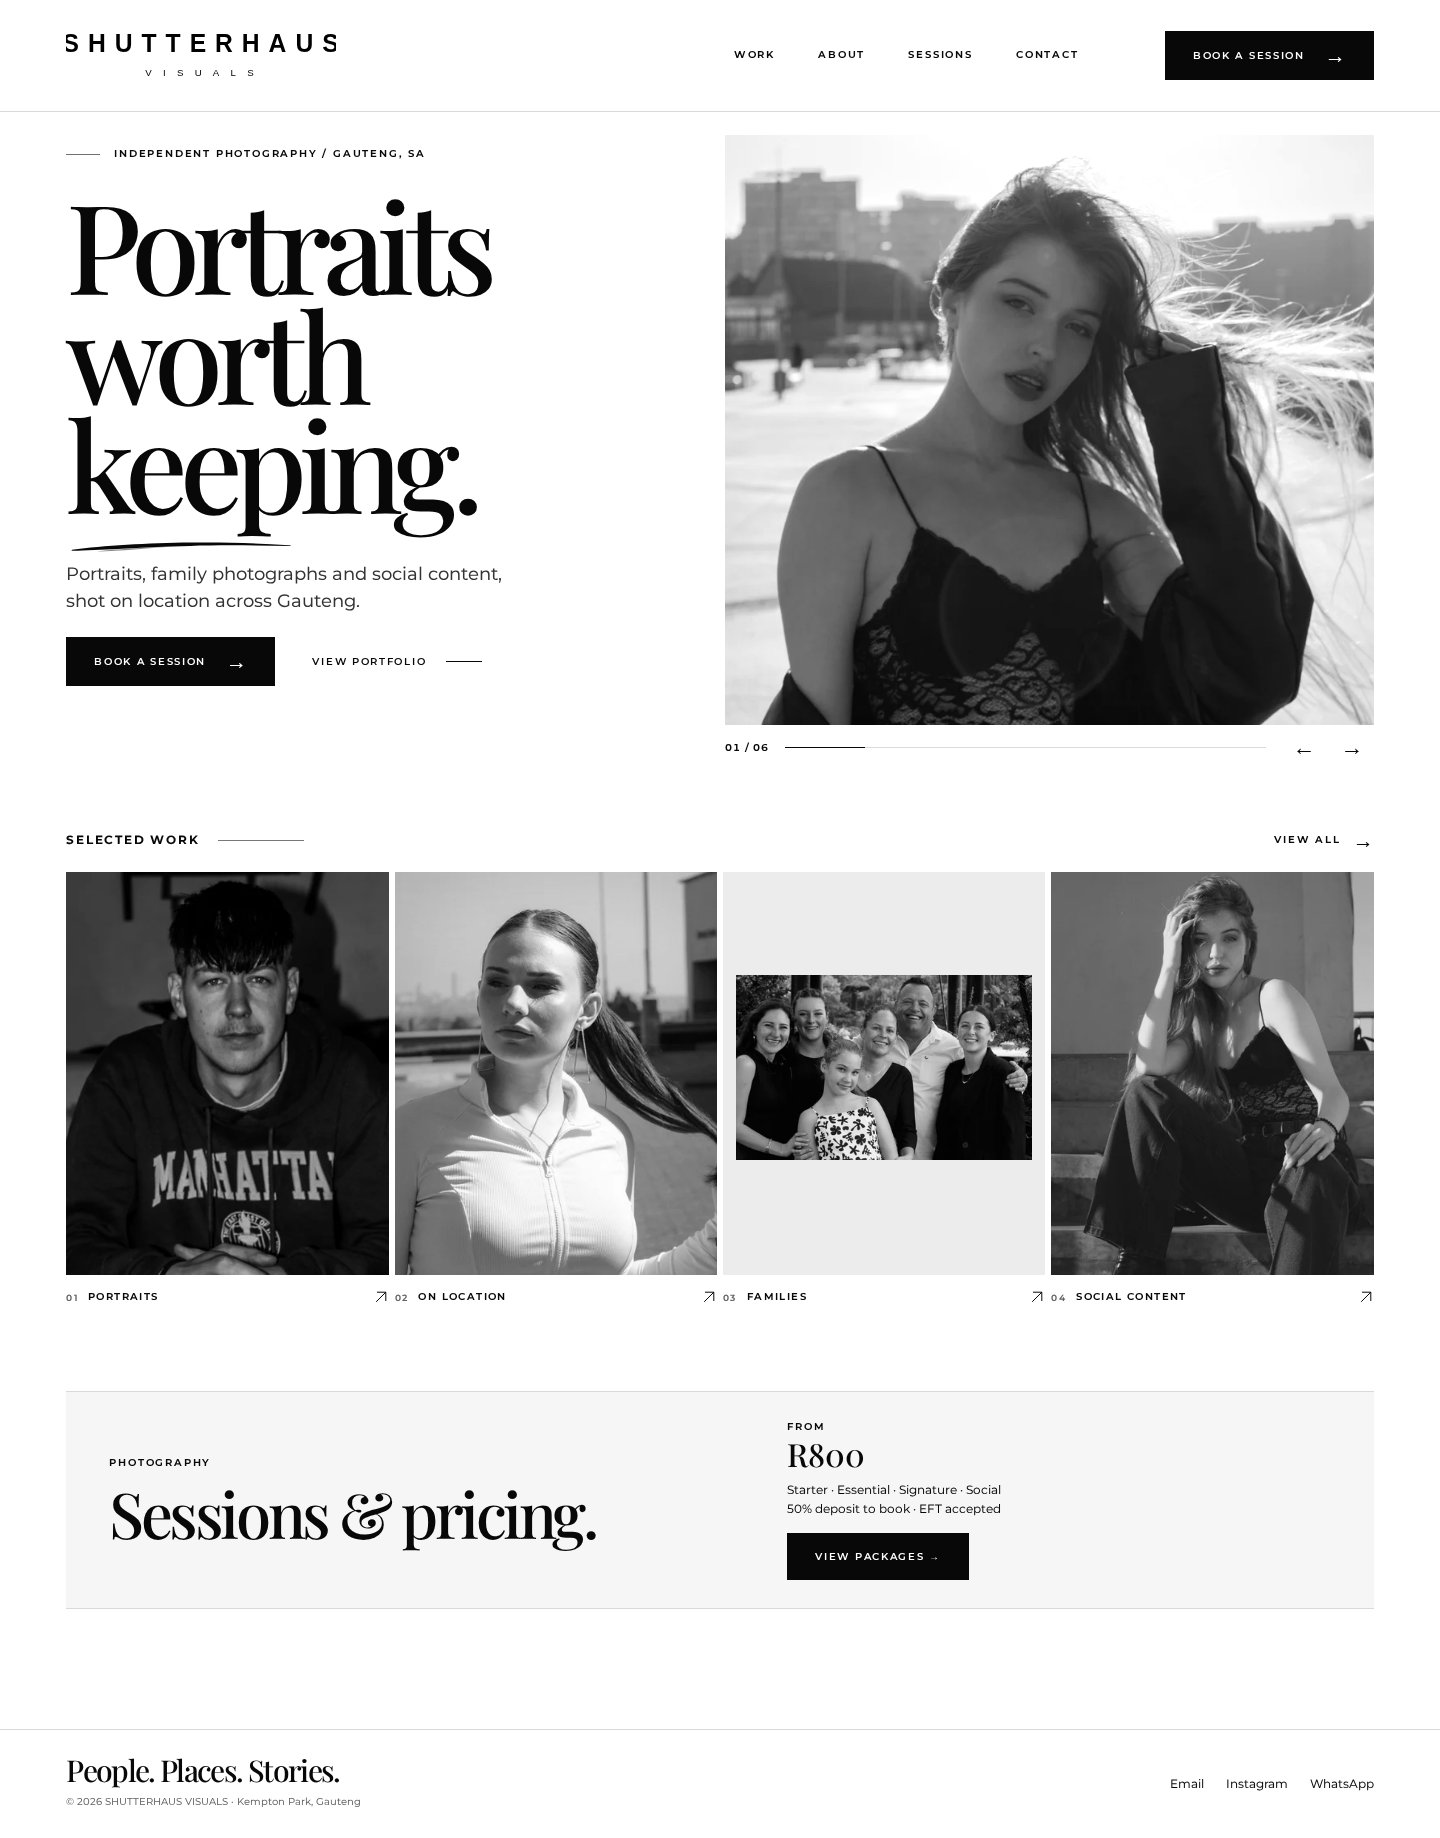 SHUTTERHAUS
VISUALS
WORK ABOUT SESSIONS CONTACT BOOK A SESSION →
INDEPENDENT PHOTOGRAPHY / GAUTENG, SA
Portraits
worth
keeping.
Portraits, family photographs and social content,
shot on location across Gauteng.
BOOK A SESSION → VIEW PORTFOLIO
01 / 06 ← →
SELECTED WORK VIEW ALL →
MANHATTA
01 PORTRAITS
02 ON LOCATION
03 FAMILIES
04 SOCIAL CONTENT
PHOTOGRAPHY
Sessions & pricing.
FROM
R800
Starter · Essential · Signature · Social
50% deposit to book · EFT accepted
VIEW PACKAGES →
People. Places. Stories.
© 2026 SHUTTERHAUS VISUALS · Kempton Park, Gauteng
Email Instagram WhatsApp